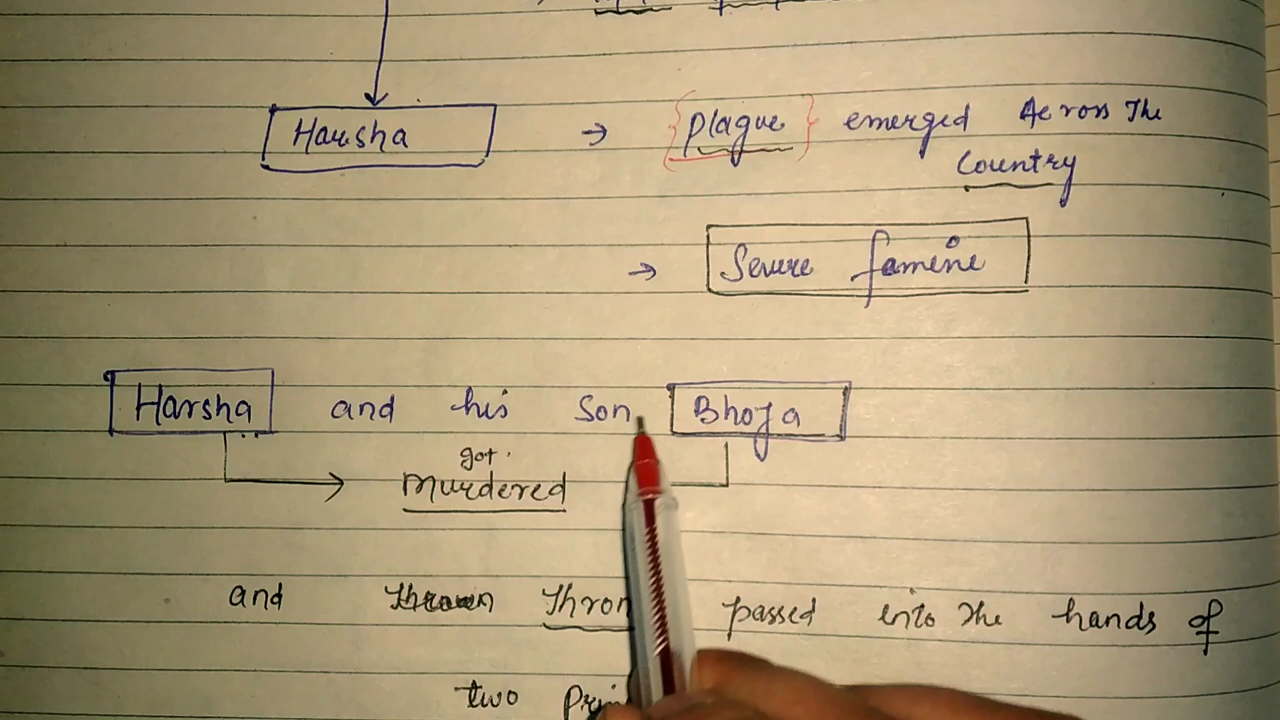 Harsha → {Plague} emerged Across The
Country
→ Severe famine
Harsha and his Son Bhoja
got
Murdered
and Thron passed into The hands of
two